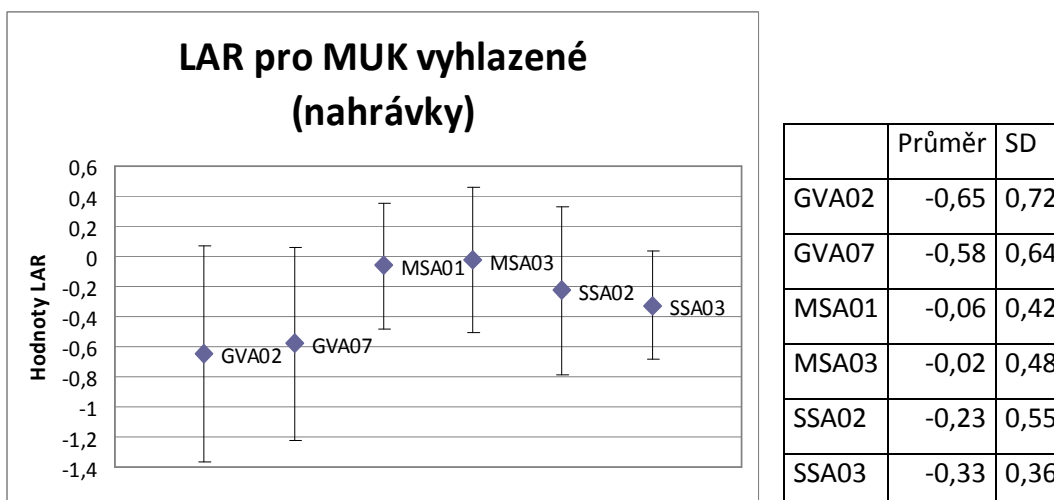 LAR pro MUK vyhlazené
(nahrávky)
Hodnoty LAR
0,6
0,4
0,2
0
-0,2
-0,4
-0,6
-0,8
-1
-1,2
-1,4
GVA02
GVA07
MSA01
MSA03
SSA02
SSA03
Průměr SD
GVA02 -0,65 0,72
GVA07 -0,58 0,64
MSA01 -0,06 0,42
MSA03 -0,02 0,48
SSA02 -0,23 0,55
SSA03 -0,33 0,36